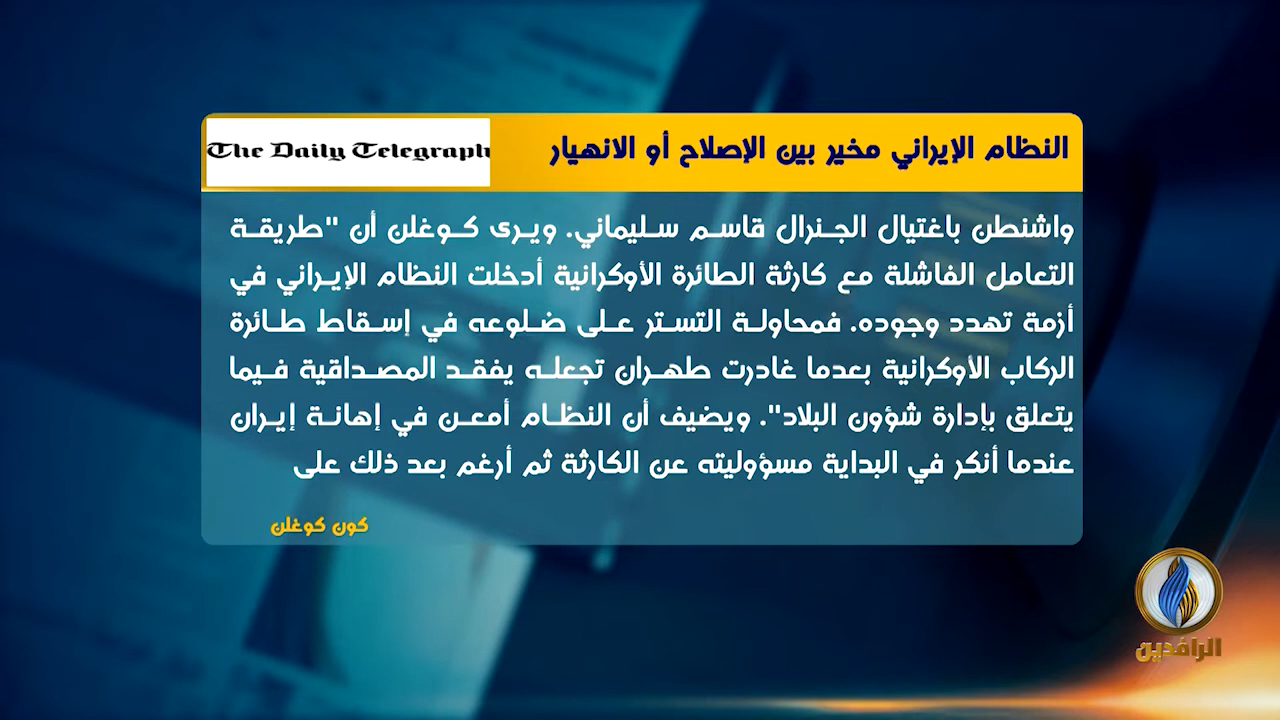 النظام الإيراني مخير بين الإصلاح أو الانهيار
The Daily Telegraph
واشنطن باغتيال الجنرال قاسم سليماني. ويرى كوغلن أن "طريقة
التعامل الفاشلة مع كارثة الطائرة الأوكرانية أدخلت النظام الإيراني في
أزمة تهدد وجوده. فمحاولة التستر على ضلوعه في إسقاط طائرة
الركاب الأوكرانية بعدما غادرت طهران تجعله يفقد المصداقية فيما
يتعلق بإدارة شؤون البلاد". ويضيف أن النظام أمعن في إهانة إيران
عندما أنكر في البداية مسؤوليته عن الكارثة ثم أرغم بعد ذلك على
كون كوغلن
الرافدين